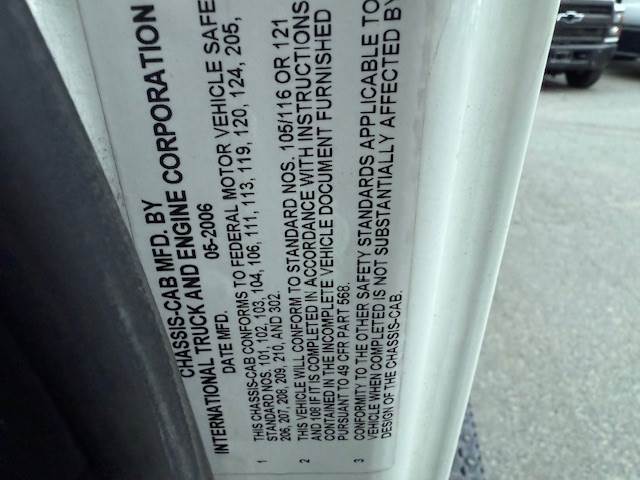 CHASSIS-CAB MFD. BY
INTERNATIONAL TRUCK AND ENGINE CORPORATION
DATE MFD. 05-2006
1 THIS CHASSIS-CAB CONFORMS TO FEDERAL MOTOR VEHICLE SAFE
STANDARD NOS. 101, 102, 103, 104, 106, 111, 113, 119, 120, 124, 205,
206, 207, 208, 209, 210, AND 302.
2 THIS VEHICLE WILL CONFORM TO STANDARD NOS. 105/116 OR 121
AND 108 IF IT IS COMPLETED IN ACCORDANCE WITH INSTRUCTIONS
CONTAINED IN THE INCOMPLETE VEHICLE DOCUMENT FURNISHED
PURSUANT TO 49 CFR PART 568.
3 CONFORMITY TO THE OTHER SAFETY STANDARDS APPLICABLE TO
VEHICLE WHEN COMPLETED IS NOT SUBSTANTIALLY AFFECTED BY
DESIGN OF THE CHASSIS-CAB.